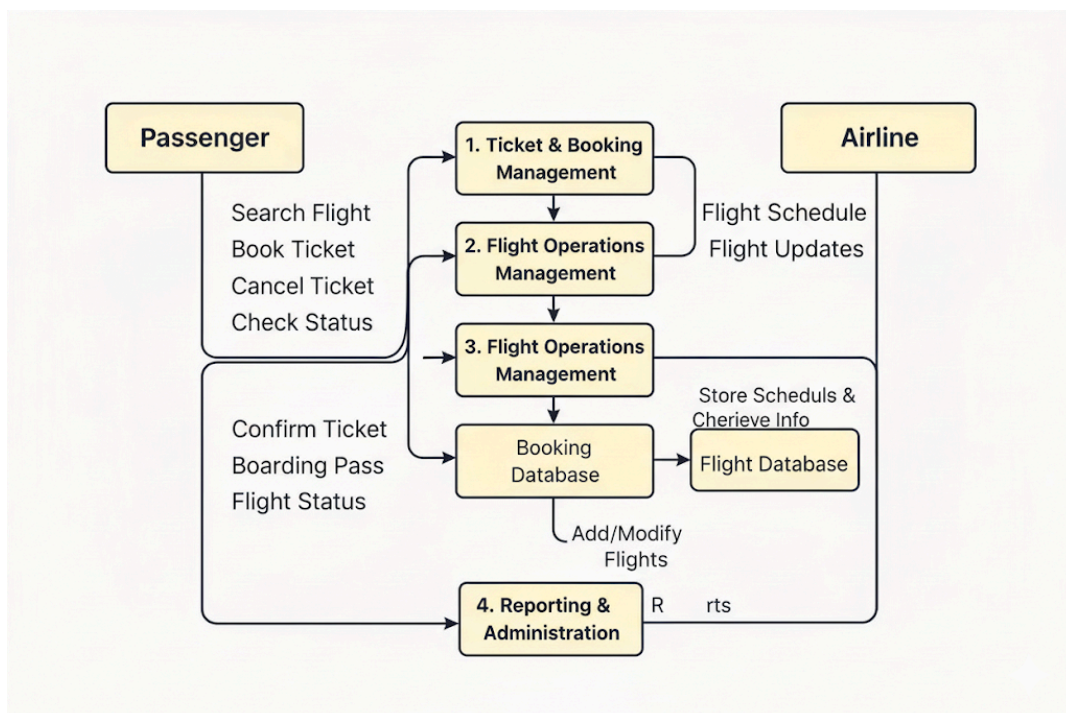 Passenger
Airline
1. Ticket & Booking
Management
Search Flight
Book Ticket
Cancel Ticket
Check Status
Flight Schedule
Flight Updates
2. Flight Operations
Management
3. Flight Operations
Management
Store Scheduls &
Cherieve Info
Confirm Ticket
Boarding Pass
Flight Status
Booking
Database
Flight Database
Add/Modify
Flights
4. Reporting &
Administration
R rts